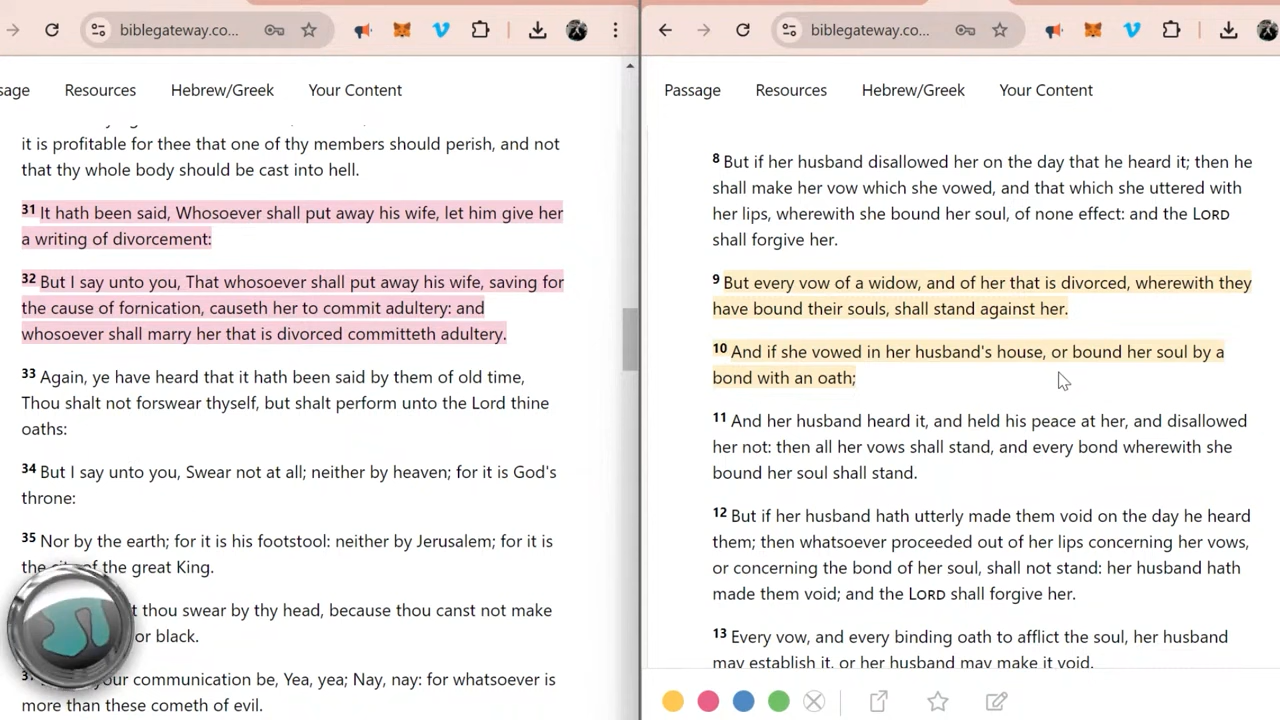 biblegateway.co...
sage Resources Hebrew/Greek Your Content
it is profitable for thee that one of thy members should perish, and not
that thy whole body should be cast into hell.
31 It hath been said, Whosoever shall put away his wife, let him give her
a writing of divorcement:
32 But I say unto you, That whosoever shall put away his wife, saving for
the cause of fornication, causeth her to commit adultery: and
whosoever shall marry her that is divorced committeth adultery.
33 Again, ye have heard that it hath been said by them of old time,
Thou shalt not forswear thyself, but shalt perform unto the Lord thine
oaths:
34 But I say unto you, Swear not at all; neither by heaven; for it is God's
throne:
35 Nor by the earth; for it is his footstool: neither by Jerusalem; for it is
the city of the great King.
thou swear by thy head, because thou canst not make
or black.
your communication be, Yea, yea; Nay, nay: for whatsoever is
more than these cometh of evil.
biblegateway.co...
Passage Resources Hebrew/Greek Your Content
8 But if her husband disallowed her on the day that he heard it; then he
shall make her vow which she vowed, and that which she uttered with
her lips, wherewith she bound her soul, of none effect: and the LORD
shall forgive her.
9 But every vow of a widow, and of her that is divorced, wherewith they
have bound their souls, shall stand against her.
10 And if she vowed in her husband's house, or bound her soul by a
bond with an oath;
11 And her husband heard it, and held his peace at her, and disallowed
her not: then all her vows shall stand, and every bond wherewith she
bound her soul shall stand.
12 But if her husband hath utterly made them void on the day he heard
them; then whatsoever proceeded out of her lips concerning her vows,
or concerning the bond of her soul, shall not stand: her husband hath
made them void; and the LORD shall forgive her.
13 Every vow, and every binding oath to afflict the soul, her husband
may establish it, or her husband may make it void.